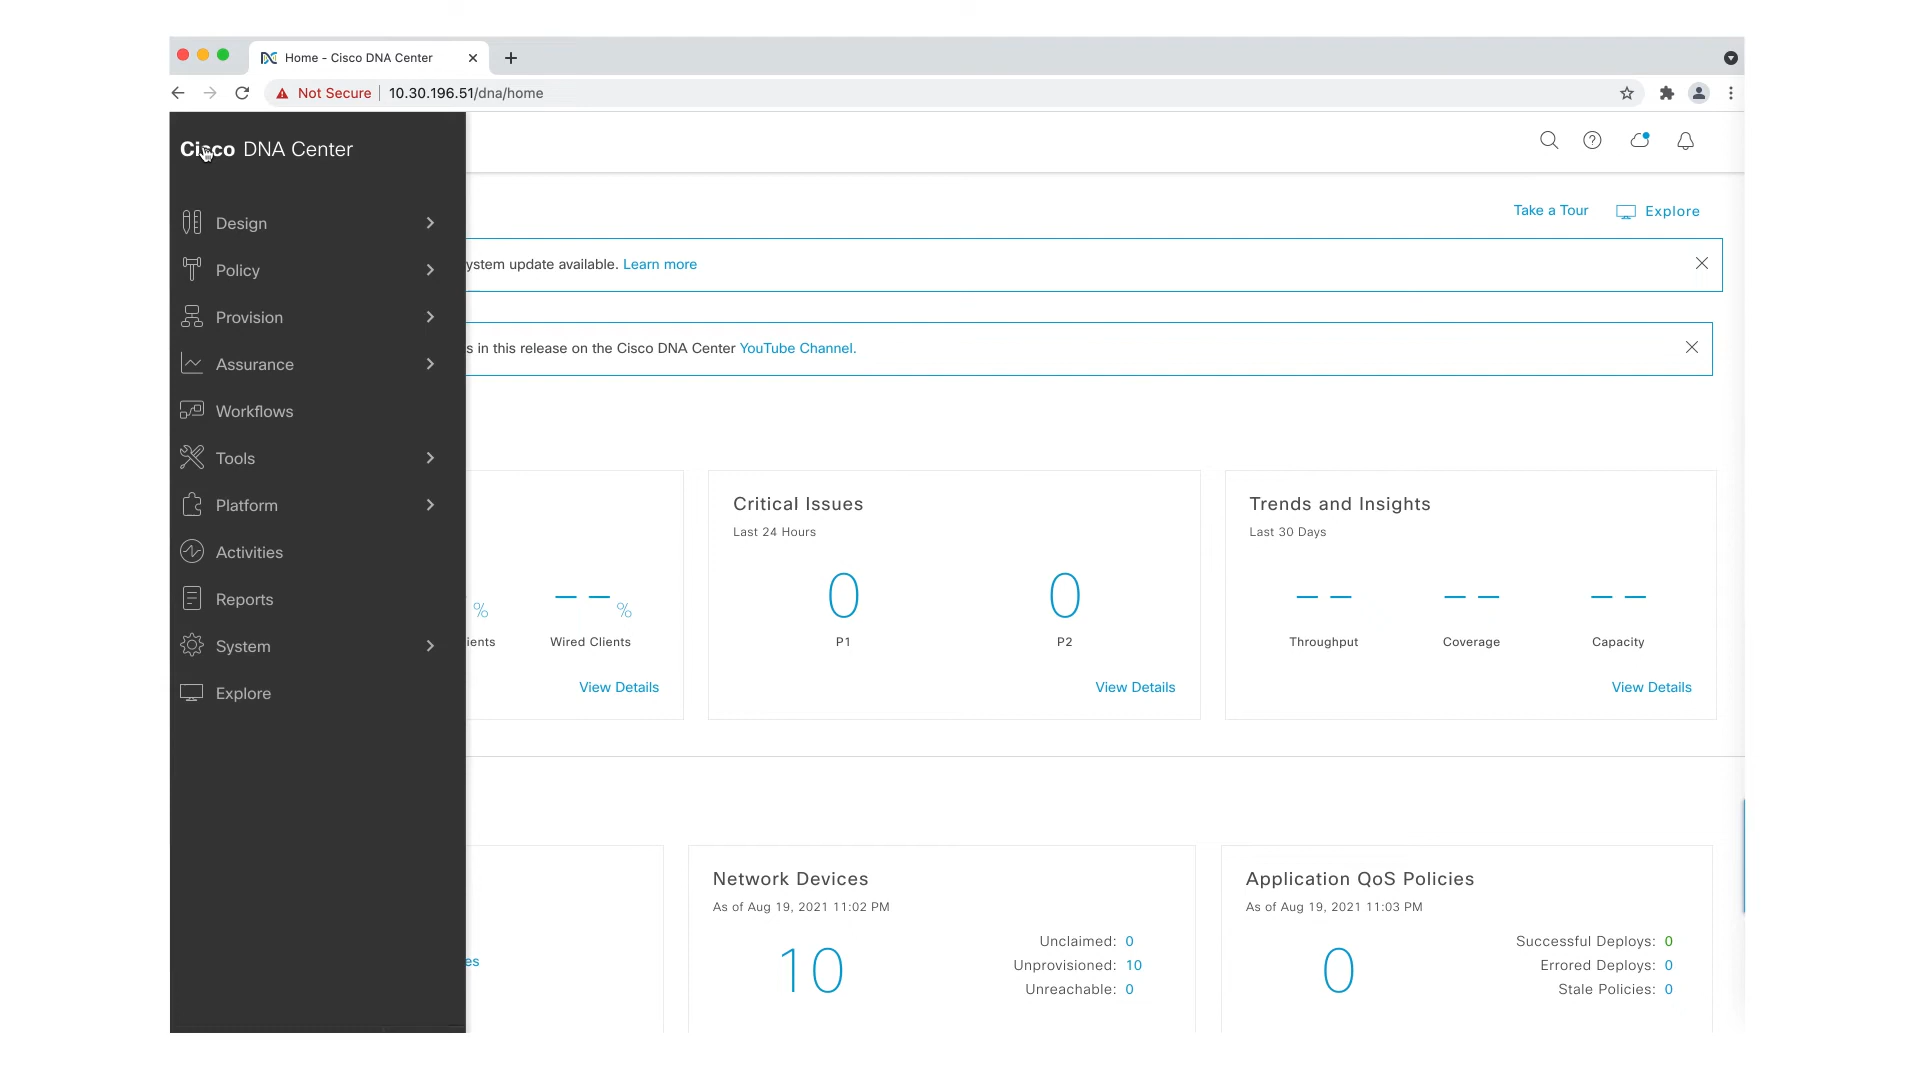 Home - Cisco DNA Center
Not Secure | 10.30.196.51/dna/home
Cisco DNA Center
Design
Policy
Provision
Assurance
Workflows
Tools
Platform
Activities
Reports
System
Explore
Take a Tour
Explore
ystem update available. Learn more
s in this release on the Cisco DNA Center YouTube Channel.
%
ients
– –%
Wired Clients
View Details
Critical Issues
Last 24 Hours
0 0
P1 P2
View Details
Trends and Insights
Last 30 Days
– – – – – –
Throughput Coverage Capacity
View Details
es
Network Devices
As of Aug 19, 2021 11:02 PM
10
Unclaimed: 0
Unprovisioned: 10
Unreachable: 0
Application QoS Policies
As of Aug 19, 2021 11:03 PM
0
Successful Deploys: 0
Errored Deploys: 0
Stale Policies: 0